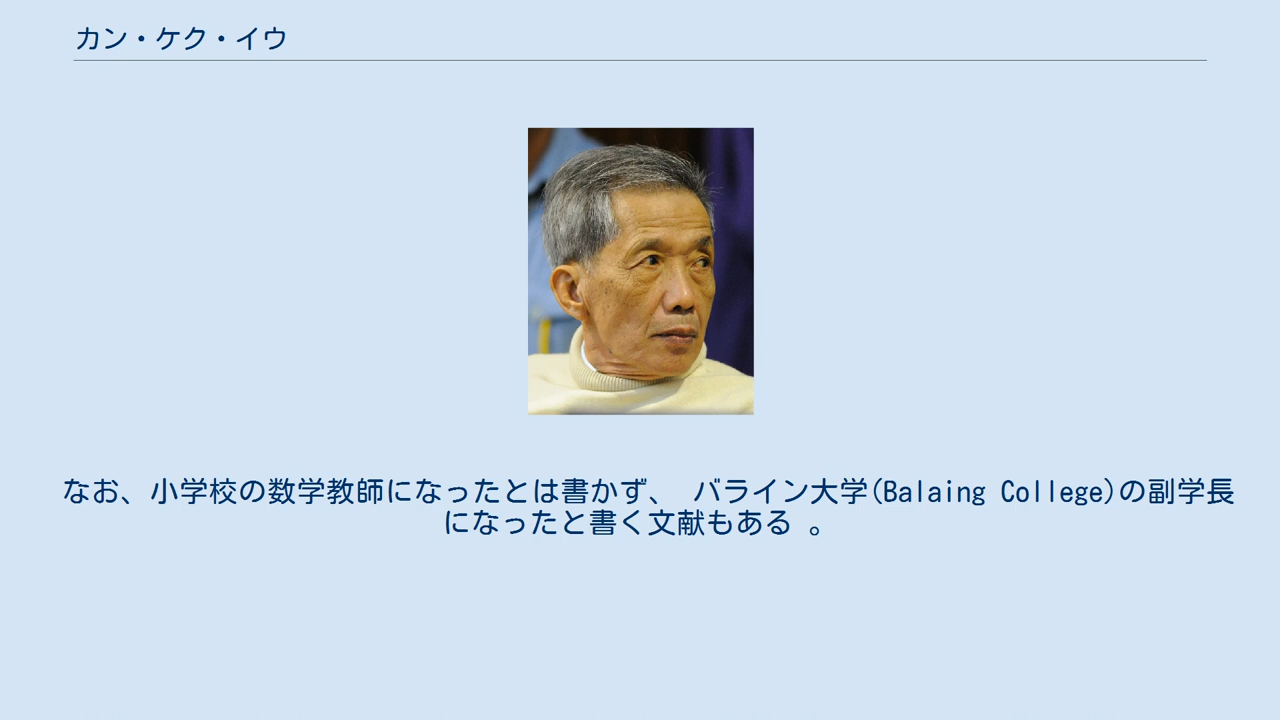 カン・ケク・イウ
なお、小学校の数学教師になったとは書かず、 バライン大学(Balaing College)の副学長
になったと書く文献もある 。